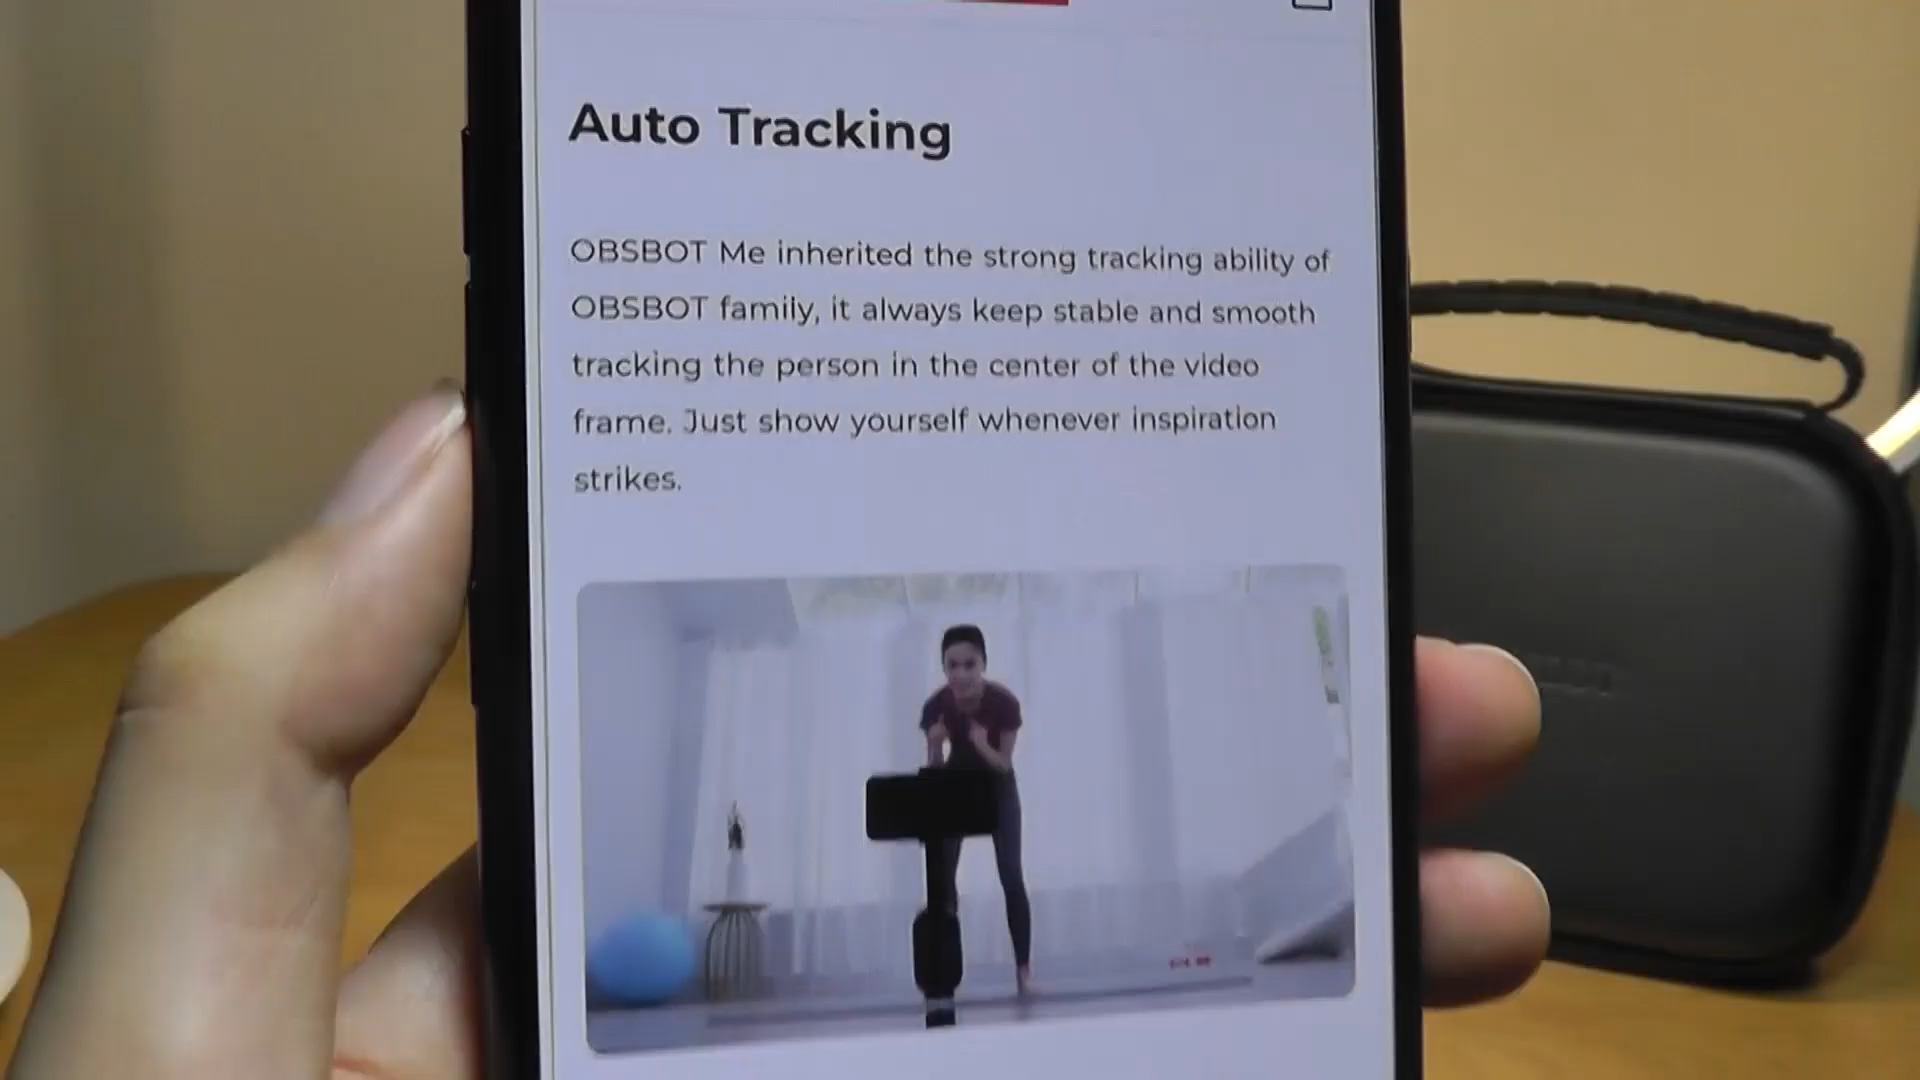 Auto Tracking
OBSBOT Me inherited the strong tracking ability of
OBSBOT family, it always keep stable and smooth
tracking the person in the center of the video
frame. Just show yourself whenever inspiration
strikes.